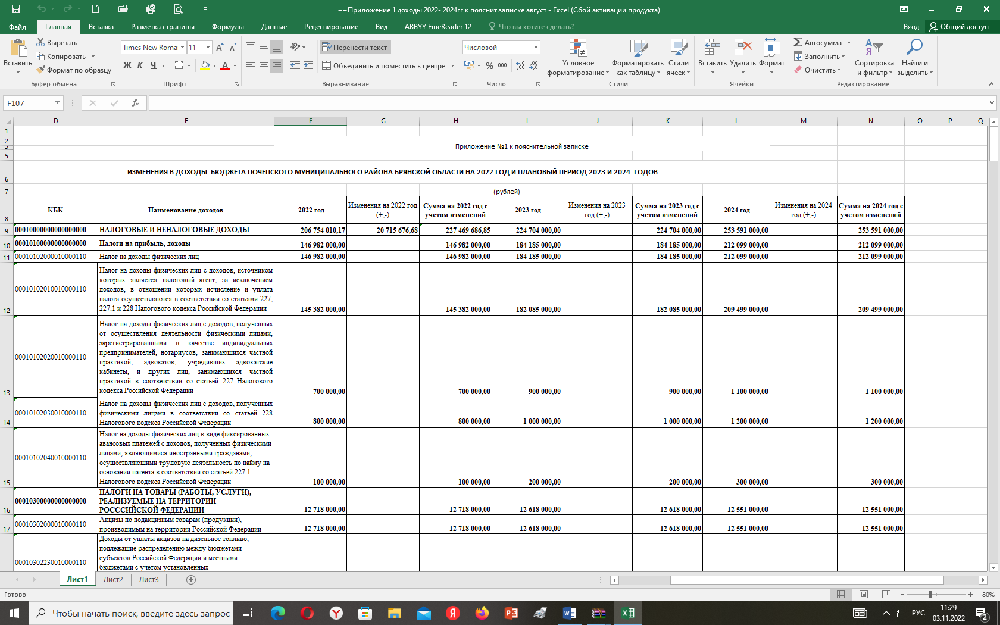 ++Приложение 1 доходы 2022- 2024гг к пояснит.записке август - Excel (Сбой активации продукта)
Файл Главная Вставка Разметка страницы Формулы Данные Рецензирование Вид ABBYY FineReader 12 Что вы хотите сделать? Вход Общий доступ
Вставить
Вырезать
Копировать
Формат по образцу
Буфер обмена
Times New Roma 11
Ж К Ч
Шрифт
Перенести текст
Объединить и поместить в центре
Выравнивание
Числовой
% 000
Число
Условное форматирование
Форматировать как таблицу
Стили ячеек
Стили
Вставить Удалить Формат
Ячейки
Автосумма
Заполнить
Очистить
Сортировка и фильтр
Найти и выделить
Редактирование
F107 fx
D E F G H I J K L M N O P Q
1
2
3
Приложение №1 к пояснительной записке
5
6 ИЗМЕНЕНИЯ В ДОХОДЫ БЮДЖЕТА ПОЧЕПСКОГО МУНИЦИПАЛЬНОГО РАЙОНА БРЯНСКОЙ ОБЛАСТИ НА 2022 ГОД И ПЛАНОВЫЙ ПЕРИОД 2023 И 2024 ГОДОВ
7 (рублей)
8 КБК Наименование доходов 2022 год Изменения на 2022 год (+,-) Сумма на 2022 год с учетом изменений 2023 год Изменения на 2023 год (+,-) Сумма на 2023 год с учетом изменений 2024 год Изменения на 2024 год (+,-) Сумма на 2024 год с учетом изменений
9 00010000000000000000 НАЛОГОВЫЕ И НЕНАЛОГОВЫЕ ДОХОДЫ 206 754 010,17 20 715 676,68 227 469 686,85 224 704 000,00 224 704 000,00 253 591 000,00 253 591 000,00
10 00010100000000000000 Налоги на прибыль, доходы 146 982 000,00 146 982 000,00 184 185 000,00 184 185 000,00 212 099 000,00 212 099 000,00
11 00010102000010000110 Налог на доходы физических лиц 146 982 000,00 146 982 000,00 184 185 000,00 184 185 000,00 212 099 000,00 212 099 000,00
Налог на доходы физических лиц с доходов, источником
которых является налоговый агент, за исключением
00010102010010000110 доходов, в отношении которых исчисление и уплата
налога осуществляются в соответствии со статьями 227,
12 227.1 и 228 Налогового кодекса Российской Федерации 145 382 000,00 145 382 000,00 182 085 000,00 182 085 000,00 209 499 000,00 209 499 000,00
Налог на доходы физических лиц с доходов, полученных
от осуществления деятельности физическими лицами,
зарегистрированными в качестве индивидуальных
00010102020010000110 предпринимателей, нотариусов, занимающихся частной
практикой, адвокатов, учредивших адвокатские
кабинеты, и других лиц, занимающихся частной
практикой в соответствии со статьей 227 Налогового
13 кодекса Российской Федерации 700 000,00 700 000,00 900 000,00 900 000,00 1 100 000,00 1 100 000,00
Налог на доходы физических лиц с доходов, полученных
00010102030010000110 физическими лицами в соответствии со статьей 228
14 Налогового кодекса Российской Федерации 800 000,00 800 000,00 1 000 000,00 1 000 000,00 1 200 000,00 1 200 000,00
Налог на доходы физических лиц в виде фиксированных
авансовых платежей с доходов, полученных физическими
00010102040010000110 лицами, являющимися иностранными гражданами,
осуществляющими трудовую деятельность по найму на
основании патента в соответствии со статьей 227.1
15 Налогового кодекса Российской Федерации 100 000,00 100 000,00 200 000,00 200 000,00 300 000,00 300 000,00
НАЛОГИ НА ТОВАРЫ (РАБОТЫ, УСЛУГИ),
00010300000000000000 РЕАЛИЗУЕМЫЕ НА ТЕРРИТОРИИ
16 РОСССИЙСКОЙ ФЕДЕРАЦИИ 12 718 000,00 12 718 000,00 12 618 000,00 12 618 000,00 12 551 000,00 12 551 000,00
00010302000010000110 Акцизы по подакцизным товарам (продукции),
17 производимым на территории Российской Федерации 12 718 000,00 12 718 000,00 12 618 000,00 12 618 000,00 12 551 000,00 12 551 000,00
Доходы от уплаты акцизов на дизельное топливо,
подлежащие распределению между бюджетами
субъектов Российской Федерации и местными
00010302230010000110 бюджетами с учетом установленных
Лист1 Лист2 Лист3
Готово 80%
Чтобы начать поиск, введите здесь запрос
РУС 11:29
03.11.2022 2